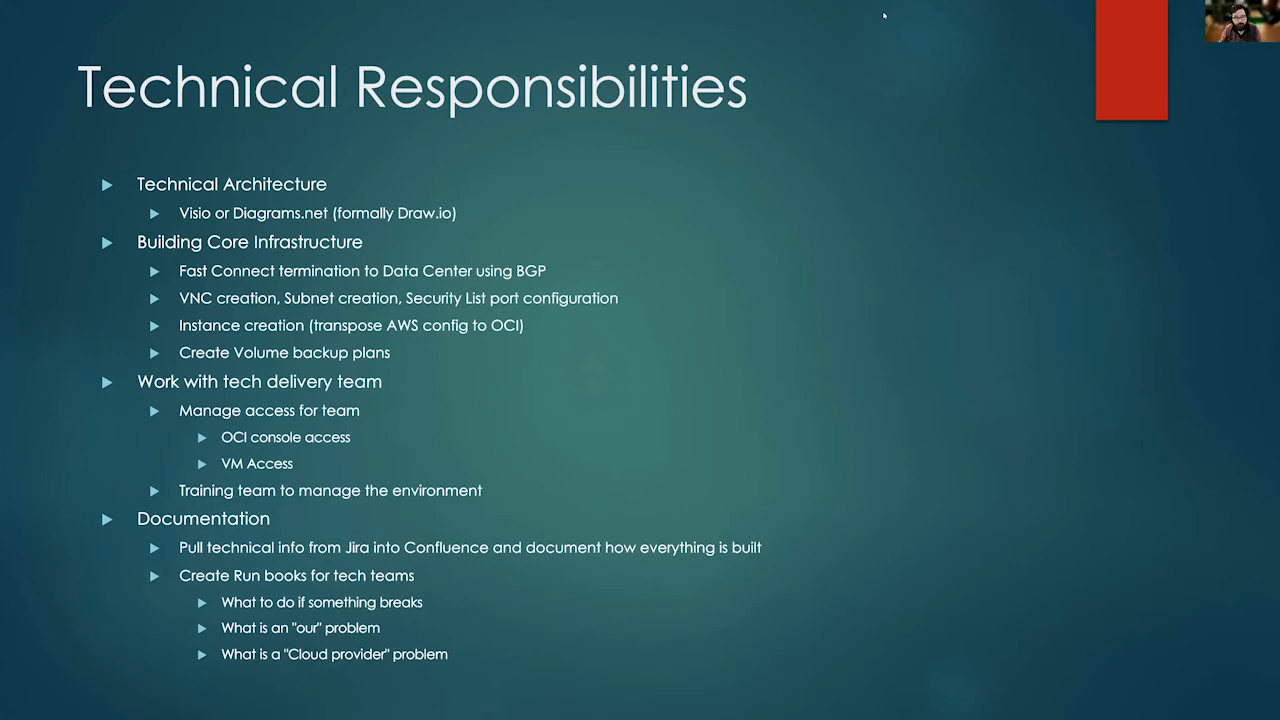 Technical Responsibilities
Technical Architecture
Visio or Diagrams.net (formally Draw.io)
Building Core Infrastructure
Fast Connect termination to Data Center using BGP
VNC creation, Subnet creation, Security List port configuration
Instance creation (transpose AWS config to OCI)
Create Volume backup plans
Work with tech delivery team
Manage access for team
OCI console access
VM Access
Training team to manage the environment
Documentation
Pull technical info from Jira into Confluence and document how everything is built
Create Run books for tech teams
What to do if something breaks
What is an "our" problem
What is a "Cloud provider" problem